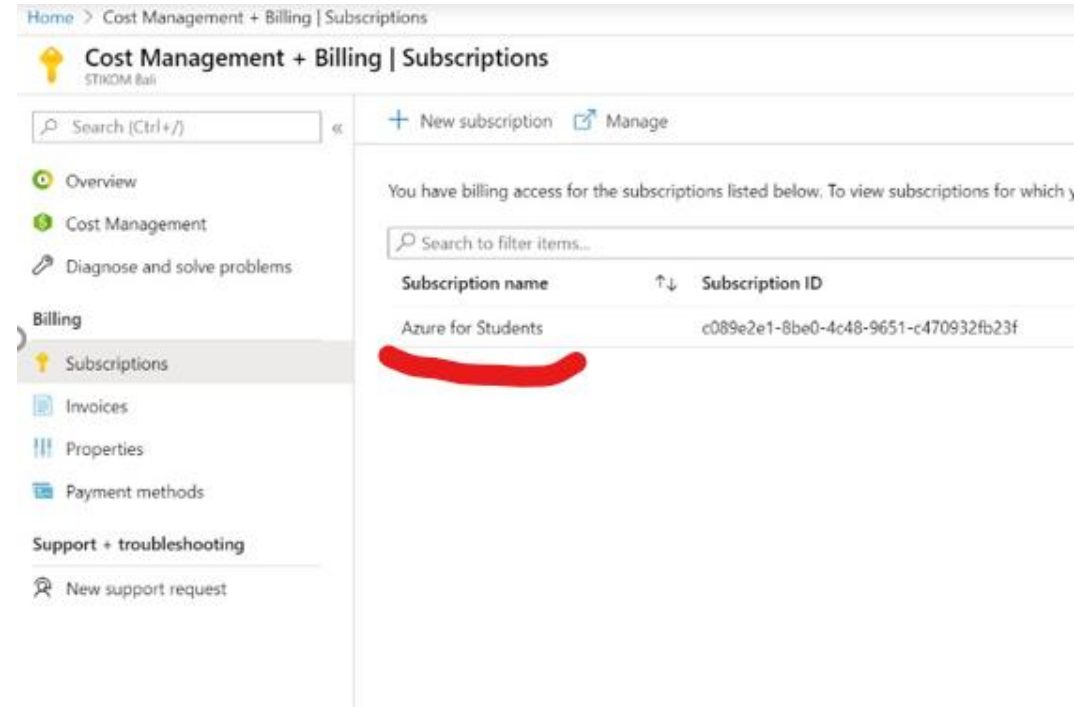 Home > Cost Management + Billing | Subscriptions
Cost Management + Billing | Subscriptions
STIKOM Bali
Search (Ctrl+/)
«
Overview
Cost Management
Diagnose and solve problems
Billing
Subscriptions
Invoices
Properties
Payment methods
Support + troubleshooting
New support request
+ New subscription Manage
You have billing access for the subscriptions listed below. To view subscriptions for which y
Search to filter items...
Subscription name ↑↓ Subscription ID
Azure for Students c089e2e1-8be0-4c48-9651-c470932fb23f